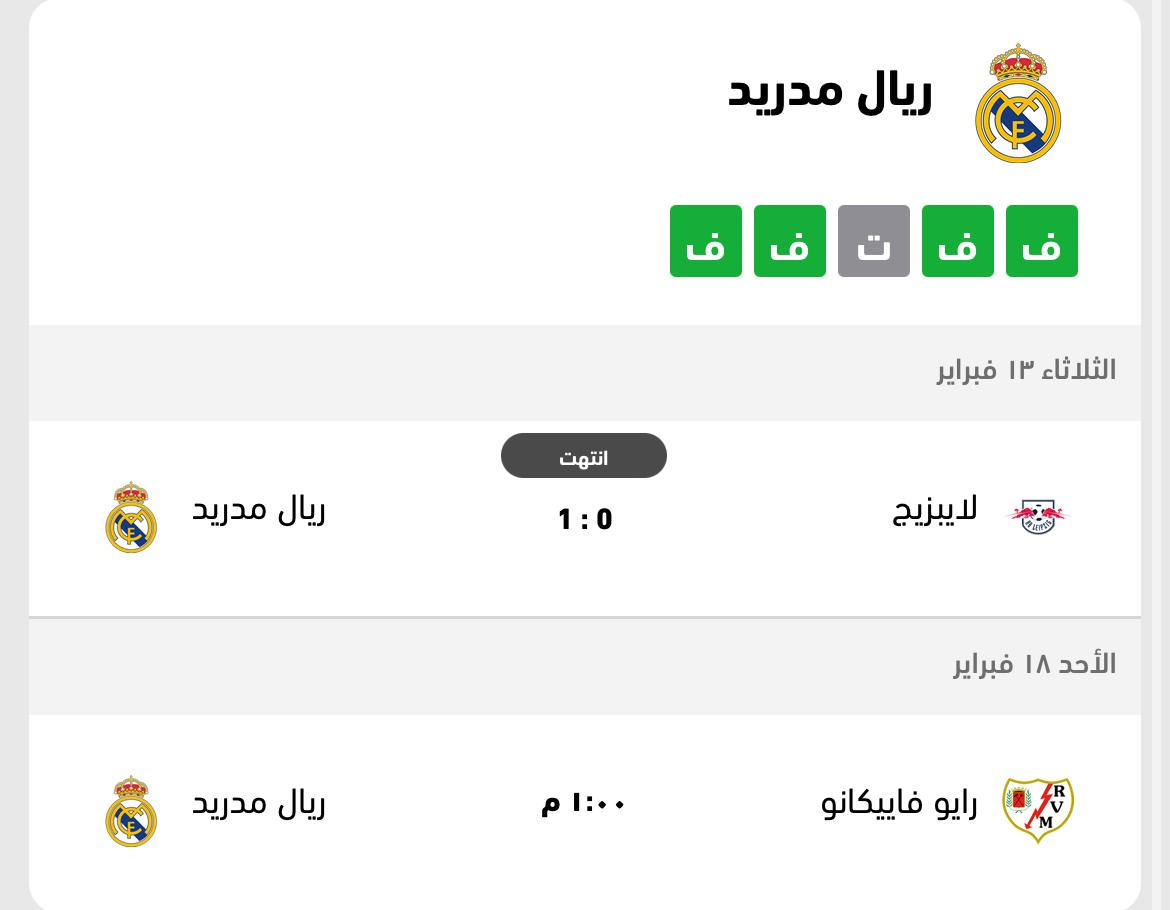 ريال مدريد
ف ف ت ف ف
الثلاثاء ١٣ فبراير
انتهت
لايبزيج 1 : 0 ريال مدريد
الأحد ١٨ فبراير
رايو فاييكانو ١:٠٠ م ريال مدريد